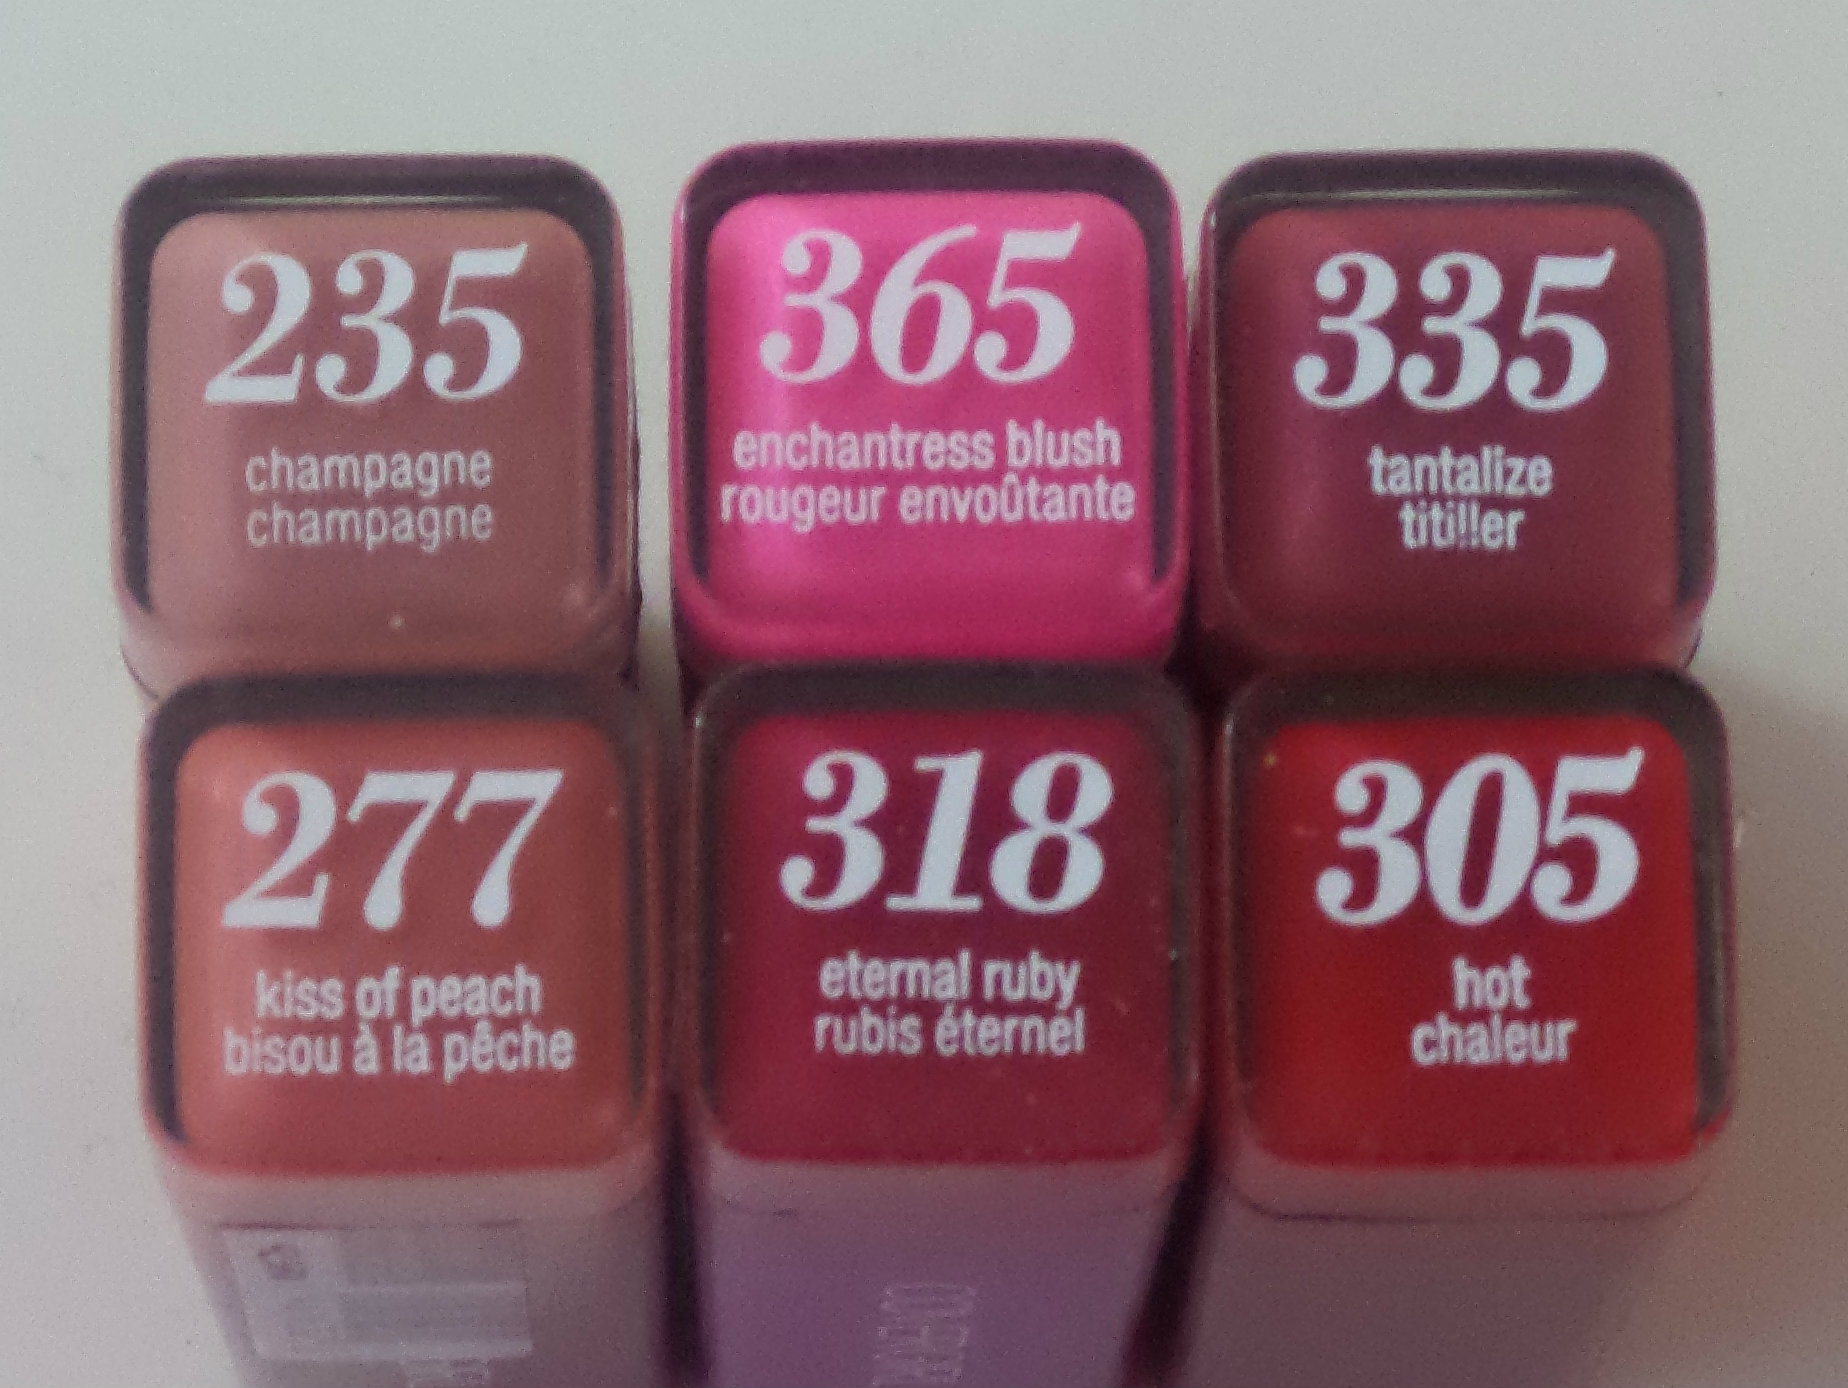 235
champagne
champagne
365
enchantress blush
rougeur envoûtante
335
tantalize
titiller
277
kiss of peach
bisou à la pêche
318
eternal ruby
rubis éternel
305
hot
chaleur